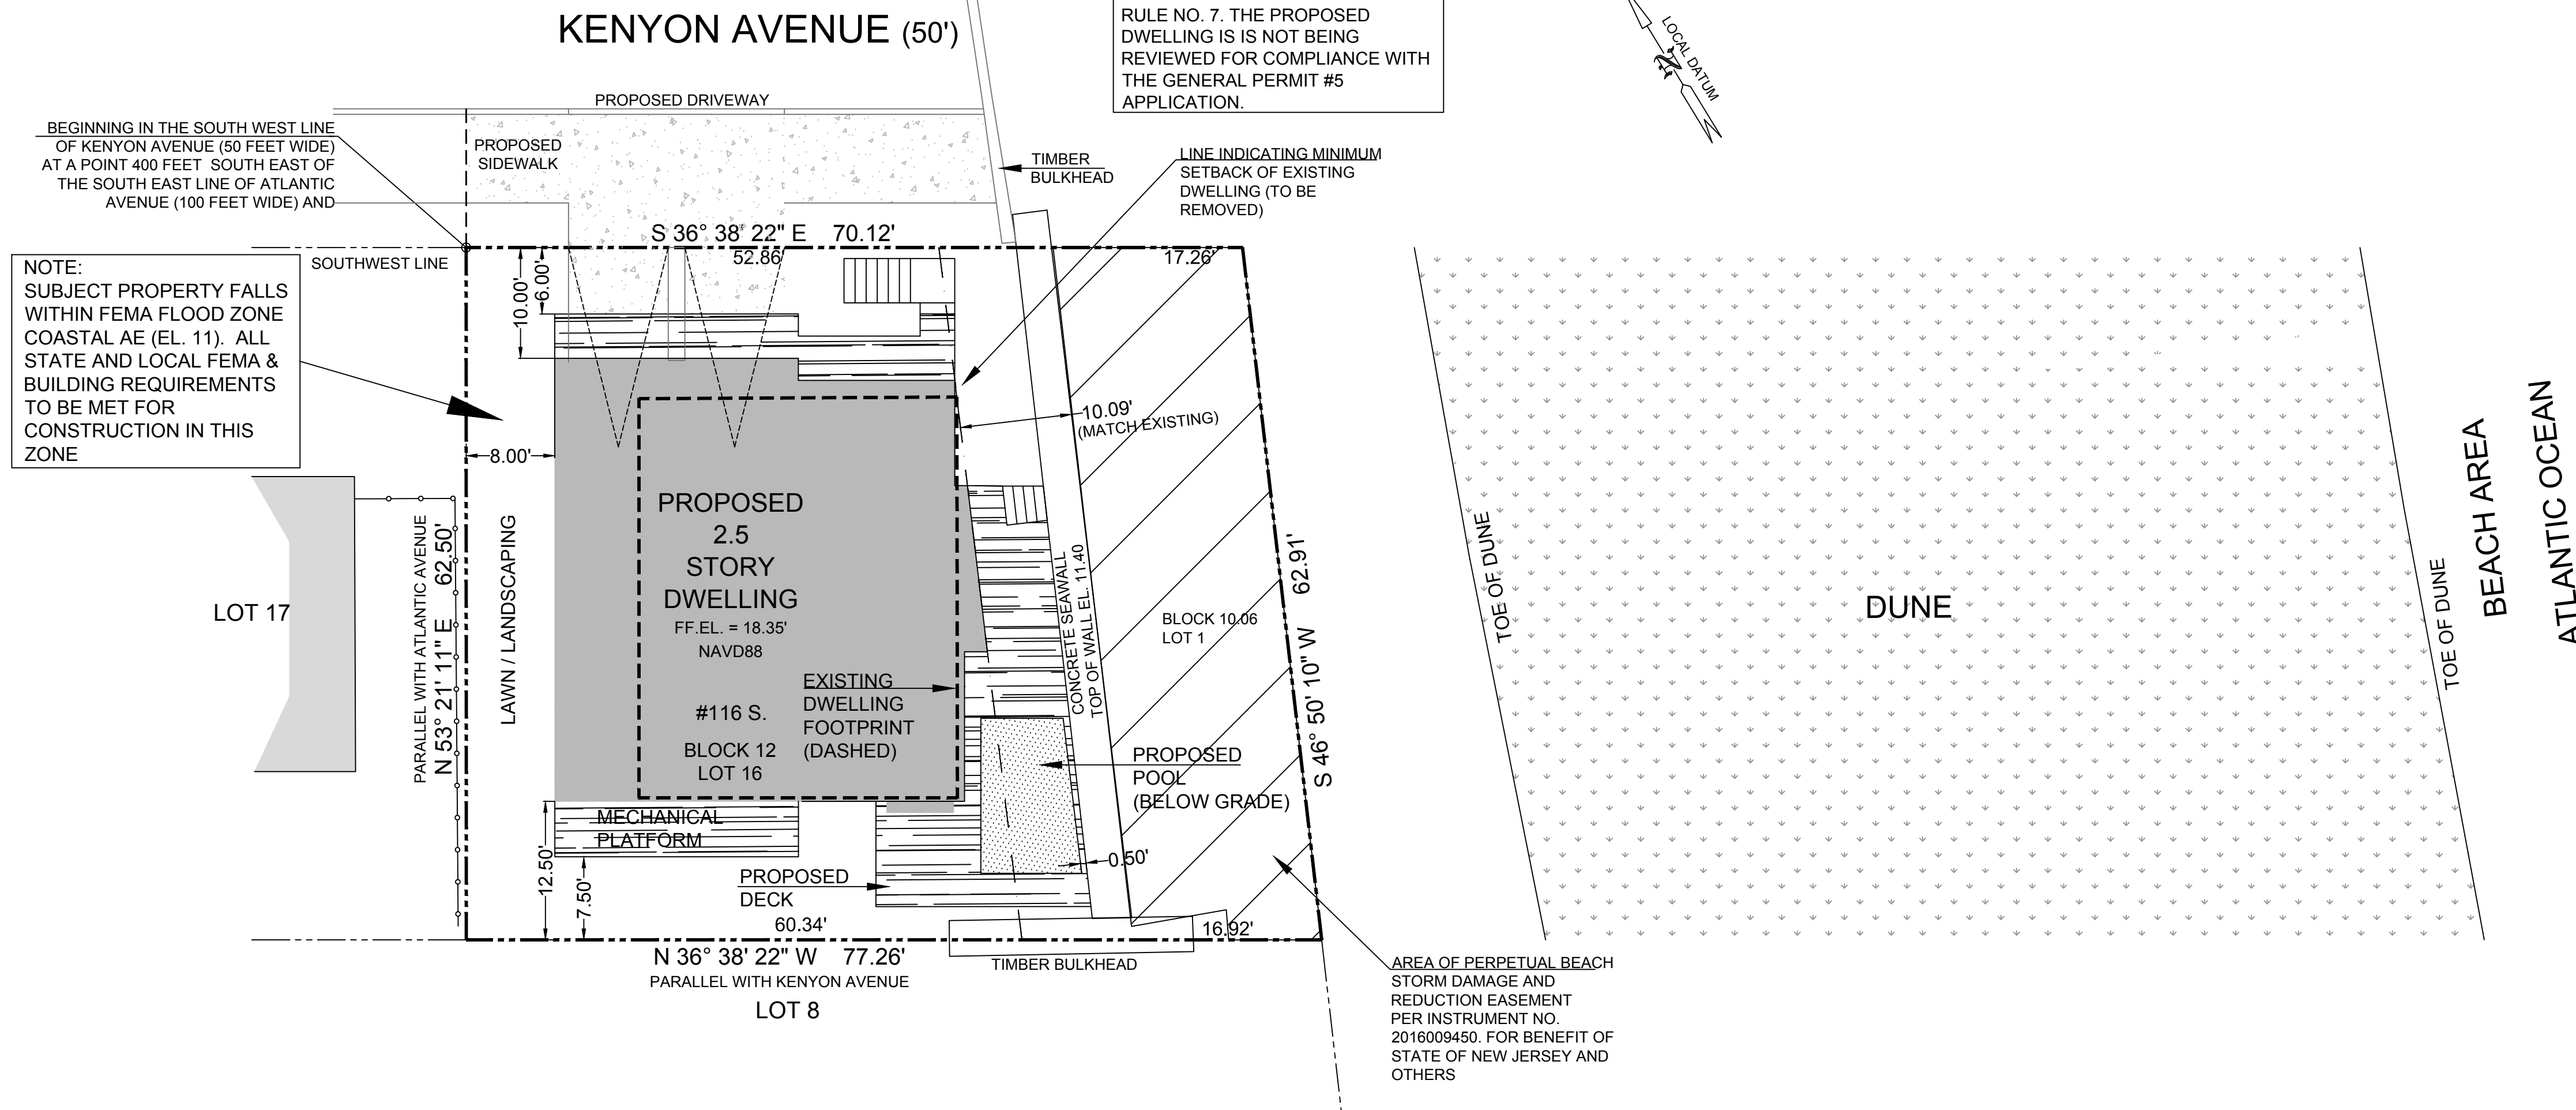 KENYON AVENUE (50')
RULE NO. 7. THE PROPOSED
DWELLING IS IS NOT BEING
REVIEWED FOR COMPLIANCE WITH
THE GENERAL PERMIT #5
APPLICATION.
LOCAL DATUM
N
PROPOSED DRIVEWAY
BEGINNING IN THE SOUTH WEST LINE
OF KENYON AVENUE (50 FEET WIDE)
AT A POINT 400 FEET SOUTH EAST OF
THE SOUTH EAST LINE OF ATLANTIC
AVENUE (100 FEET WIDE) AND
PROPOSED
SIDEWALK
TIMBER
BULKHEAD
LINE INDICATING MINIMUM
SETBACK OF EXISTING
DWELLING (TO BE
REMOVED)
S 36° 38' 22" E 70.12'
52.86'
17.26'
SOUTHWEST LINE
10.00'
6.00'
NOTE:
SUBJECT PROPERTY FALLS
WITHIN FEMA FLOOD ZONE
COASTAL AE (EL. 11). ALL
STATE AND LOCAL FEMA &
BUILDING REQUIREMENTS
TO BE MET FOR
CONSTRUCTION IN THIS
ZONE
10.09'
(MATCH EXISTING)
8.00'
LOT 17
PARALLEL WITH ATLANTIC AVENUE
N 53° 21' 11" E 62.50'
LAWN / LANDSCAPING
PROPOSED
2.5
STORY
DWELLING
FF.EL. = 18.35'
NAVD88
#116 S.
BLOCK 12
LOT 16
EXISTING
DWELLING
FOOTPRINT
(DASHED)
CONCRETE SEAWALL
TOP OF WALL EL. 11.40
BLOCK 10.06
LOT 1
S 46° 50' 10" W 62.91'
PROPOSED
POOL
(BELOW GRADE)
TOE OF DUNE
DUNE
TOE OF DUNE
BEACH AREA
ATLANTIC OCEAN
MECHANICAL
PLATFORM
12.50'
7.50'
0.50'
PROPOSED
DECK
60.34'
16.92'
N 36° 38' 22" W 77.26'
PARALLEL WITH KENYON AVENUE
TIMBER BULKHEAD
LOT 8
AREA OF PERPETUAL BEACH
STORM DAMAGE AND
REDUCTION EASEMENT
PER INSTRUMENT NO.
2016009450. FOR BENEFIT OF
STATE OF NEW JERSEY AND
OTHERS